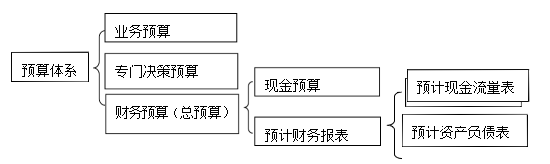 业务预算
预算体系
专门决策预算
财务预算（总预算）
现金预算
预计财务报表
预计现金流量表
预计资产负债表